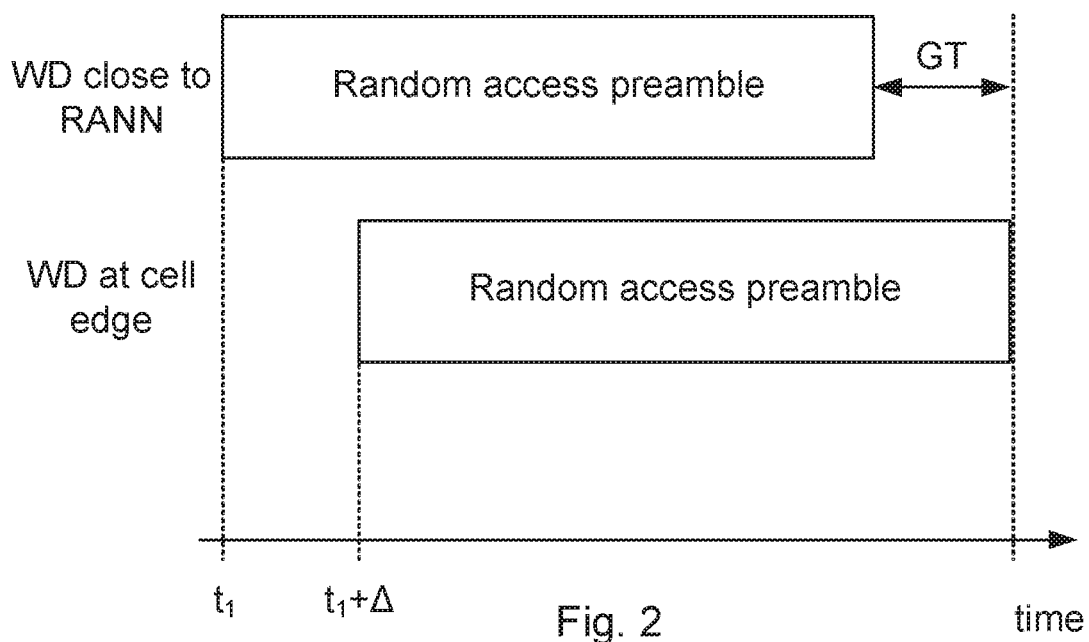 WD close to
RANN
Random access preamble
GT
WD at cell
edge
Random access preamble
t₁
t₁+Δ
Fig. 2
time